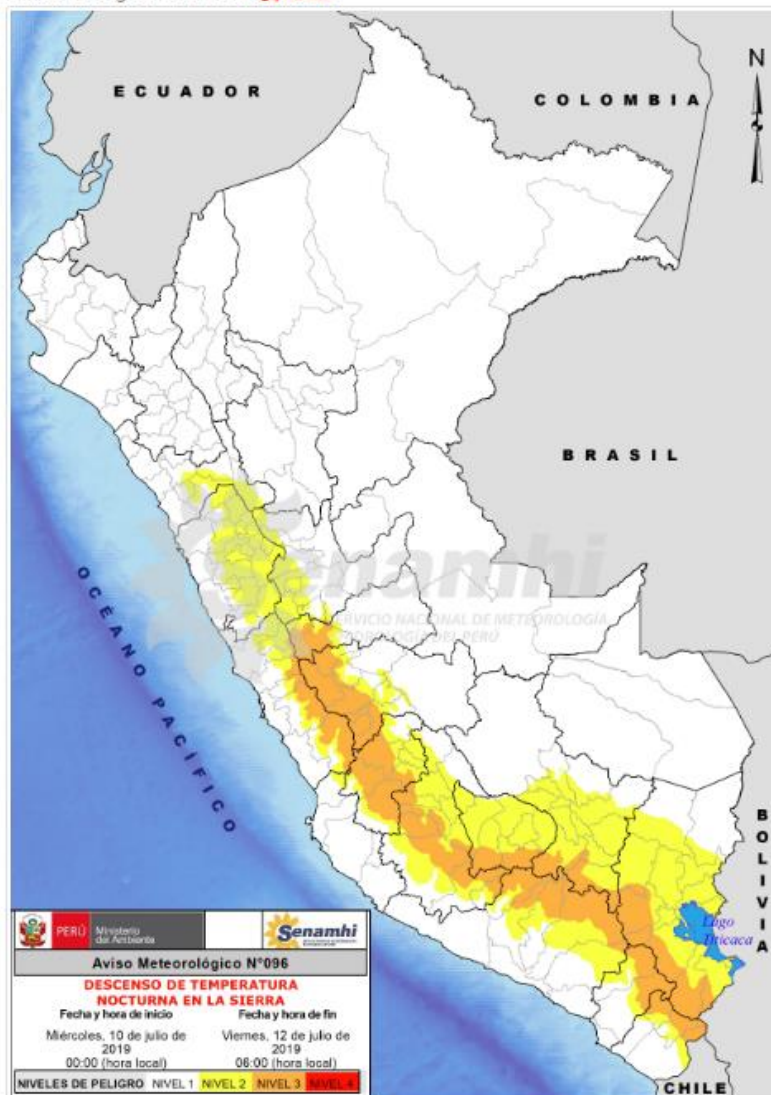 ECUADOR
COLOMBIA
N
BRASIL
OCÉANO PACÍFICO
Senamhi
SERVICIO NACIONAL DE METEOROLOGÍA
HIDROLOGÍA DEL PERÚ
BOLIVIA
Lago
Titicaca
PERÚ Ministerio
del Ambiente
Senamhi
Aviso Meteorológico N°096
DESCENSO DE TEMPERATURA
NOCTURNA EN LA SIERRA
Fecha y hora de inicio Fecha y hora de fin
Miércoles, 10 de julio de Viernes, 12 de julio de
2019 2019
00:00 (hora local) 06:00 (hora local)
NIVELES DE PELIGRO NIVEL 1 NIVEL 2 NIVEL 3 NIVEL 4
CHILE